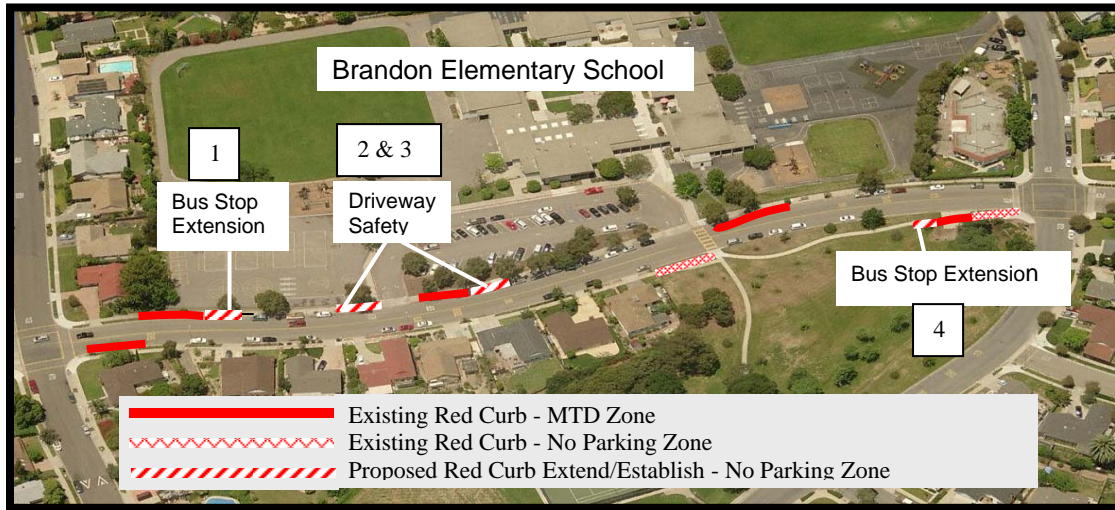 Brandon Elementary School
1
2 & 3
Bus Stop
Extension
Driveway
Safety
Bus Stop Extension
4
Existing Red Curb - MTD Zone
Existing Red Curb - No Parking Zone
Proposed Red Curb Extend/Establish - No Parking Zone